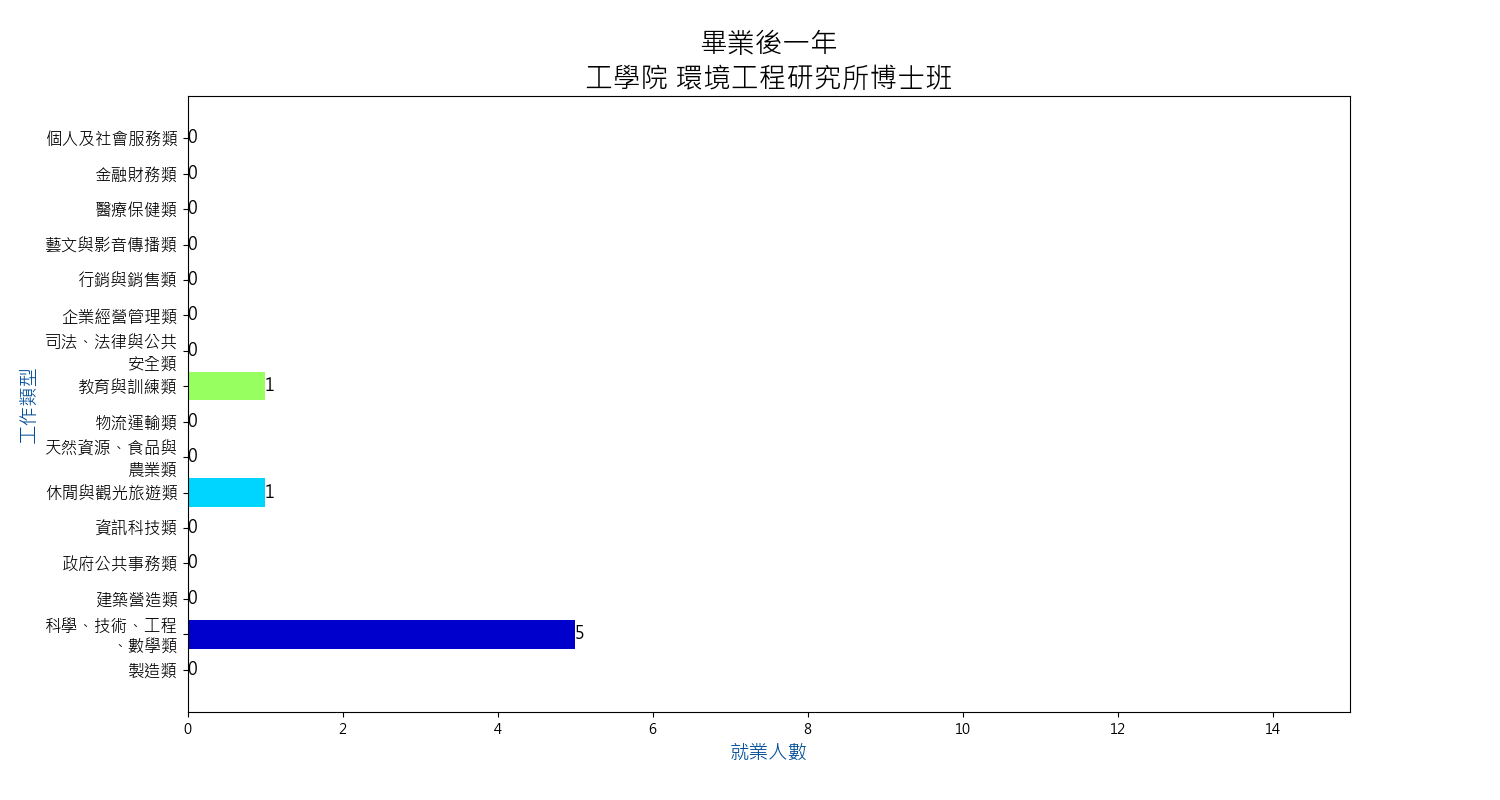 畢業後一年
工學院 環境工程研究所博士班
個人及社會服務類 0
金融財務類 0
醫療保健類 0
藝文與影音傳播類 0
行銷與銷售類 0
企業經營管理類 0
司法、法律與公共
安全類 0
教育與訓練類 1
物流運輸類 0
天然資源、食品與
農業類 0
休閒與觀光旅遊類 1
資訊科技類 0
政府公共事務類 0
建築營造類 0
科學、技術、工程
、數學類 5
製造類 0
工作類型
0 2 4 6 8 10 12 14
就業人數